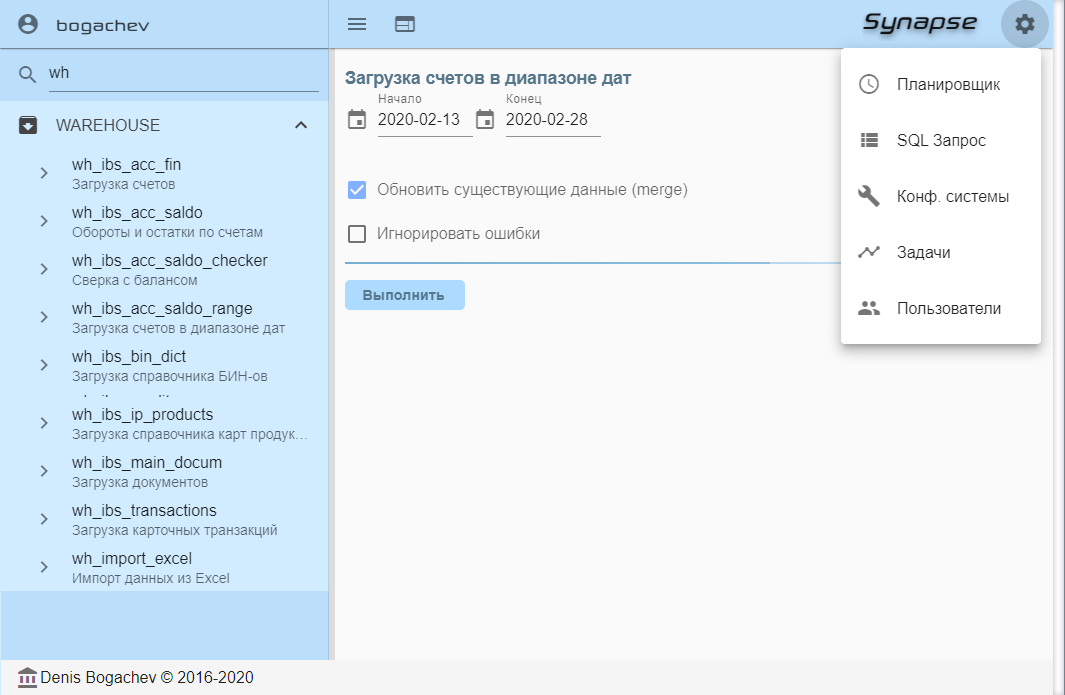 bogachev
Synapse
wh
WAREHOUSE
wh_ibs_acc_fin
Загрузка счетов
wh_ibs_acc_saldo
Обороты и остатки по счетам
wh_ibs_acc_saldo_checker
Сверка с балансом
wh_ibs_acc_saldo_range
Загрузка счетов в диапазоне дат
wh_ibs_bin_dict
Загрузка справочника БИН-ов
wh_ibs_ip_products
Загрузка справочника карт продук...
wh_ibs_main_docum
Загрузка документов
wh_ibs_transactions
Загрузка карточных транзакций
wh_import_excel
Импорт данных из Excel
Загрузка счетов в диапазоне дат
Начало
Конец
2020-02-13
2020-02-28
Обновить существующие данные (merge)
Игнорировать ошибки
Выполнить
Планировщик
SQL Запрос
Конф. системы
Задачи
Пользователи
Denis Bogachev © 2016-2020